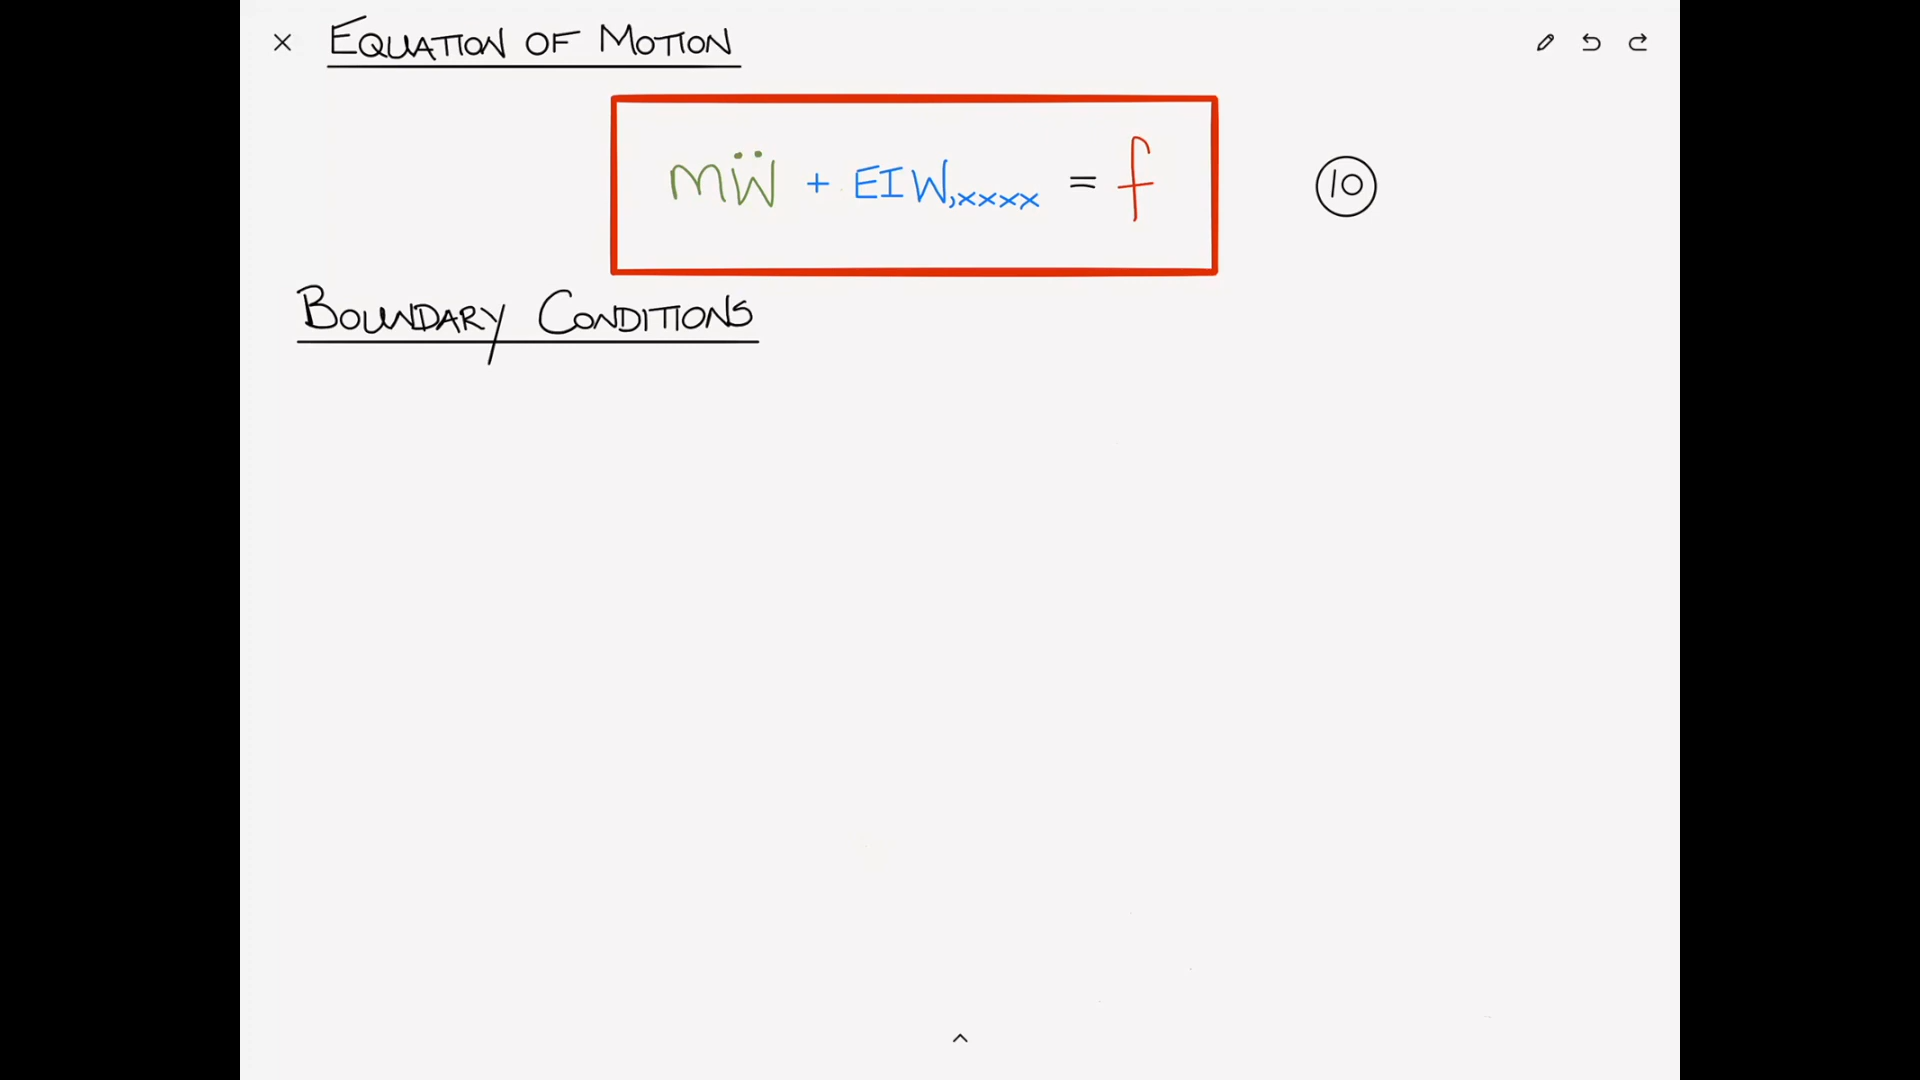 EQUATION OF MOTION
mẅ + EIW,xxxx = f
10
BOUNDARY CONDITIONS